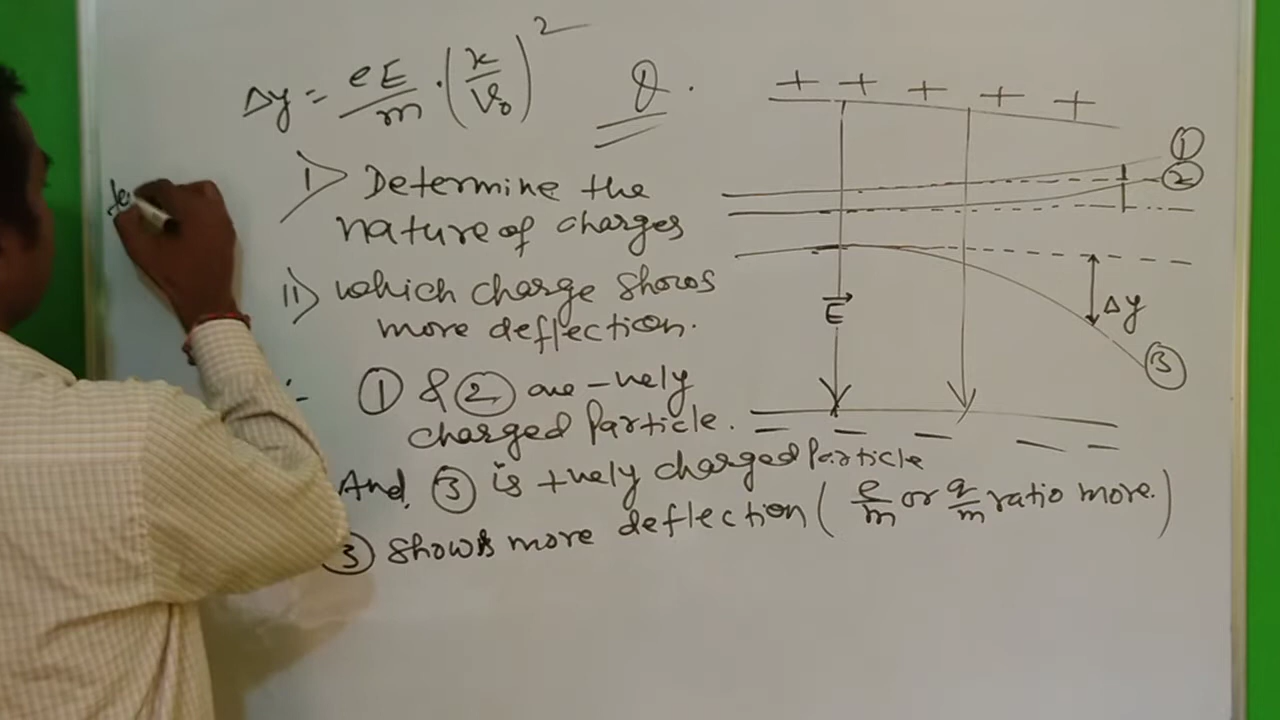 Δy = eE/m · (x/V₀)²
Q.
i) Determine the
nature of charges
ii) which charge shows
more deflection.
∴ ① & ② are -vely
charged Particle.
And, ③ is +vely charged Particle
③ shows more deflection ( e/m or q/m ratio more.)
+ + + + +
①
②
E⃗
Δy
③
− − − − −